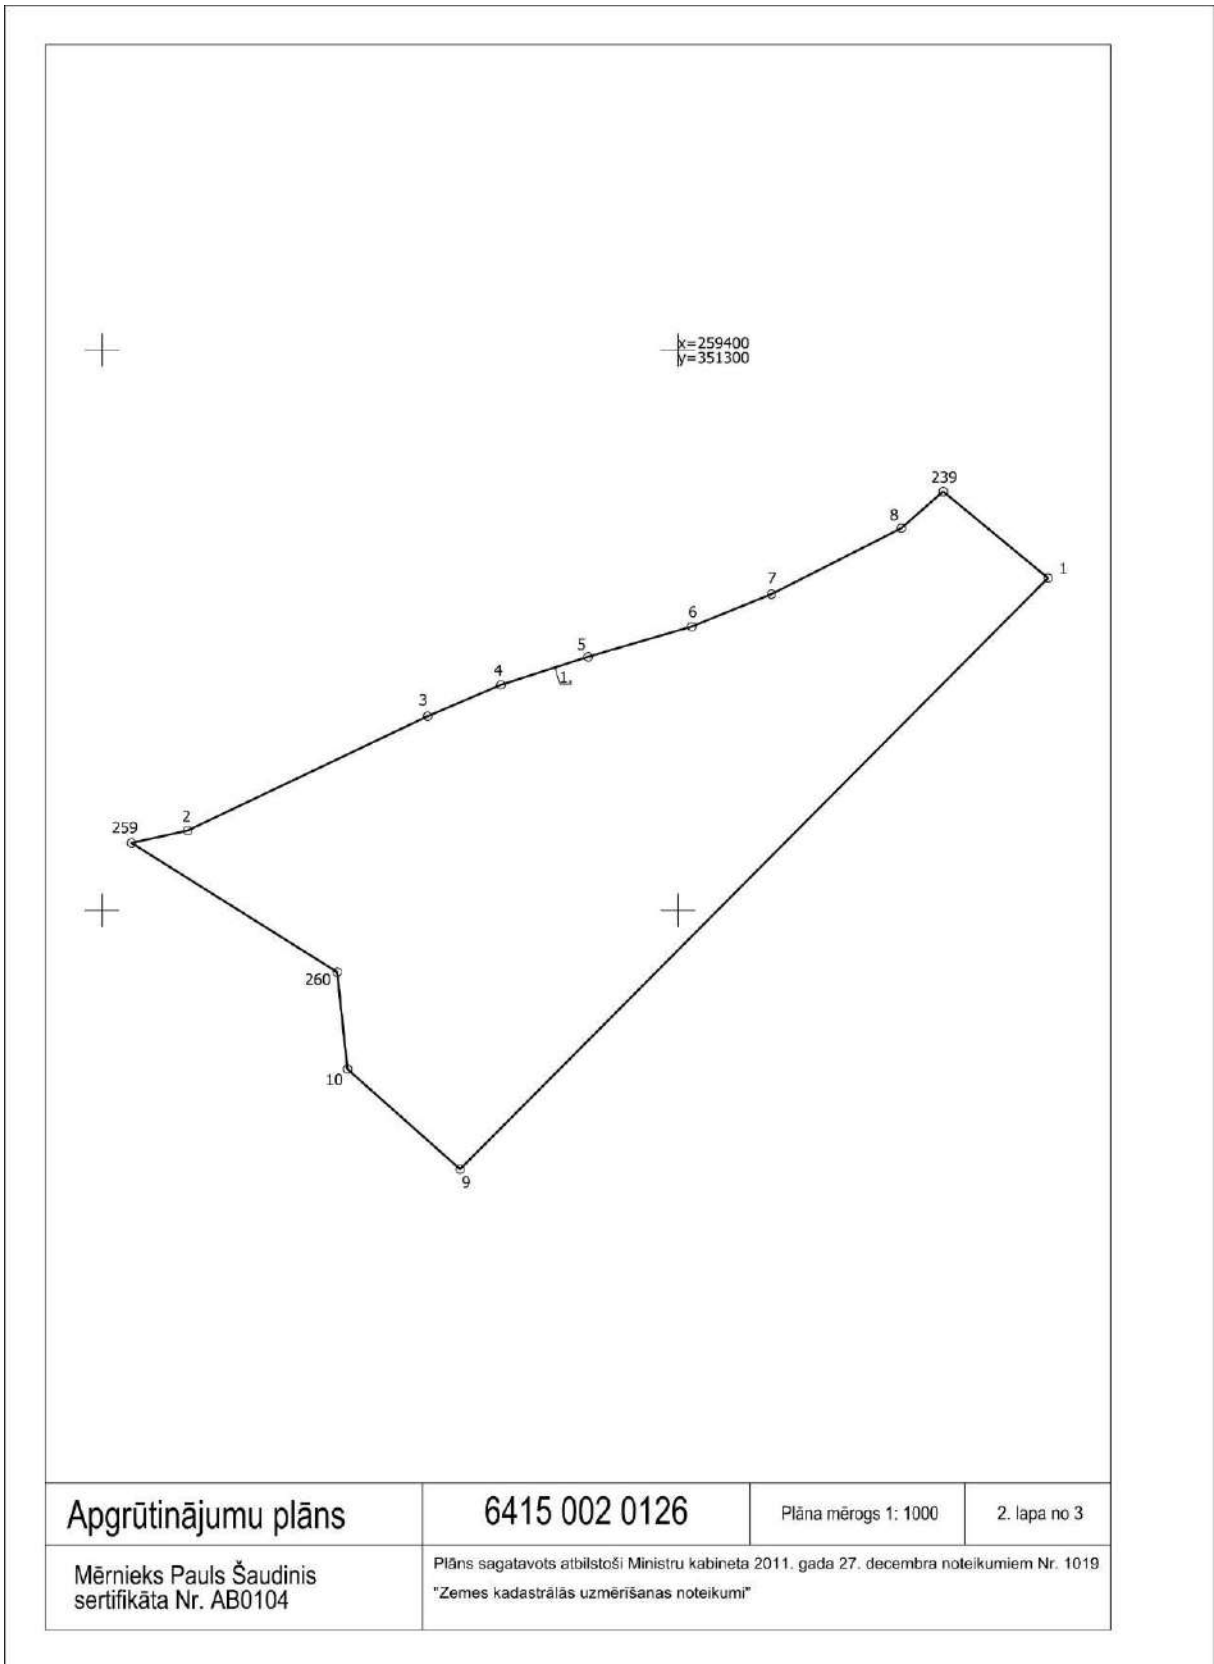 x=259400
y=351300
239
8
1
7
6
5
4
1.
3
2
259
260
10
9
Apgrūtinājumu plāns
6415 002 0126
Plāna mērogs 1: 1000
2. lapa no 3
Mērnieks Pauls Šaudinis
sertifikāta Nr. AB0104
Plāns sagatavots atbilstoši Ministru kabineta 2011. gada 27. decembra noteikumiem Nr. 1019
"Zemes kadastrālās uzmērīšanas noteikumi"